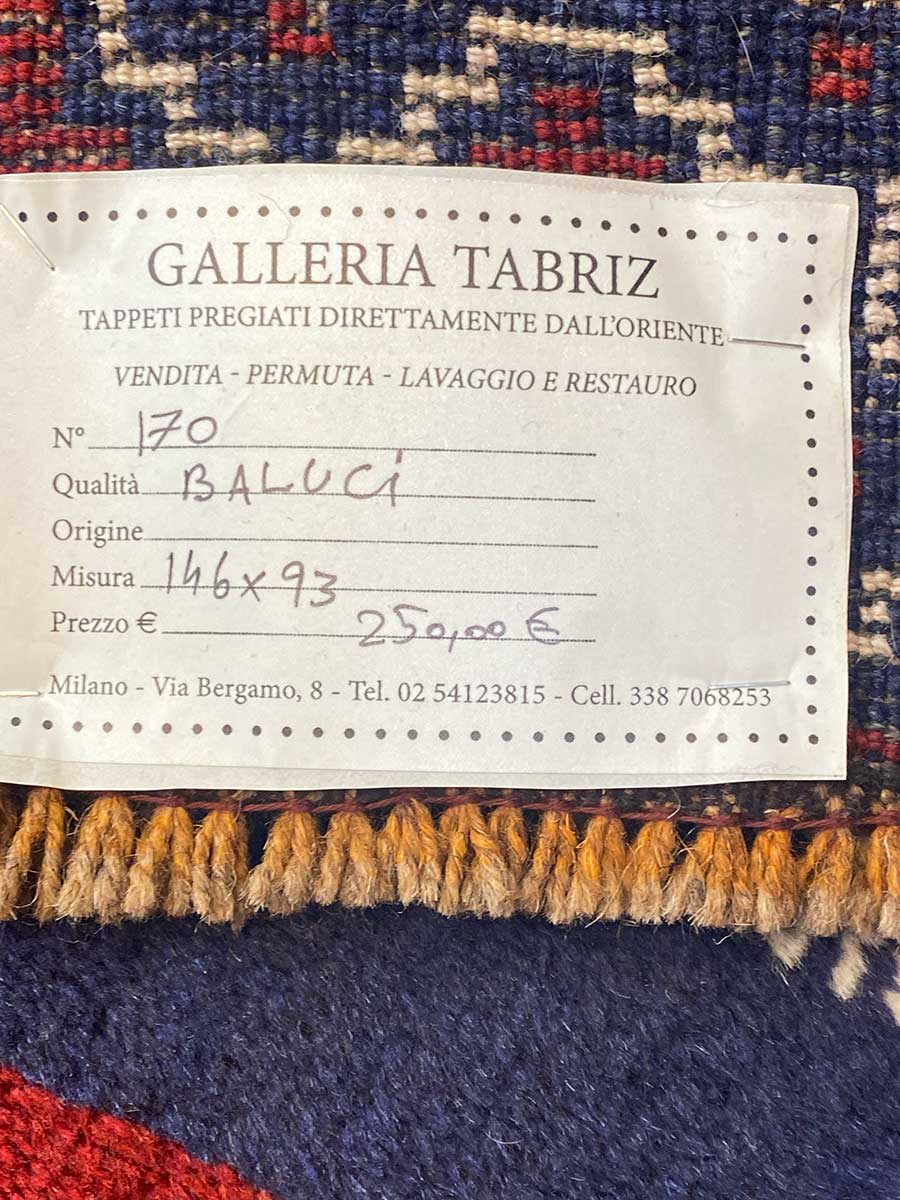 GALLERIA TABRIZ
TAPPETI PREGIATI DIRETTAMENTE DALL'ORIENTE
VENDITA - PERMUTA - LAVAGGIO E RESTAURO
N° 170
Qualità BALUCi
Origine
Misura 146x93
Prezzo € 250,00 €
Milano - Via Bergamo, 8 - Tel. 02 54123815 - Cell. 338 7068253